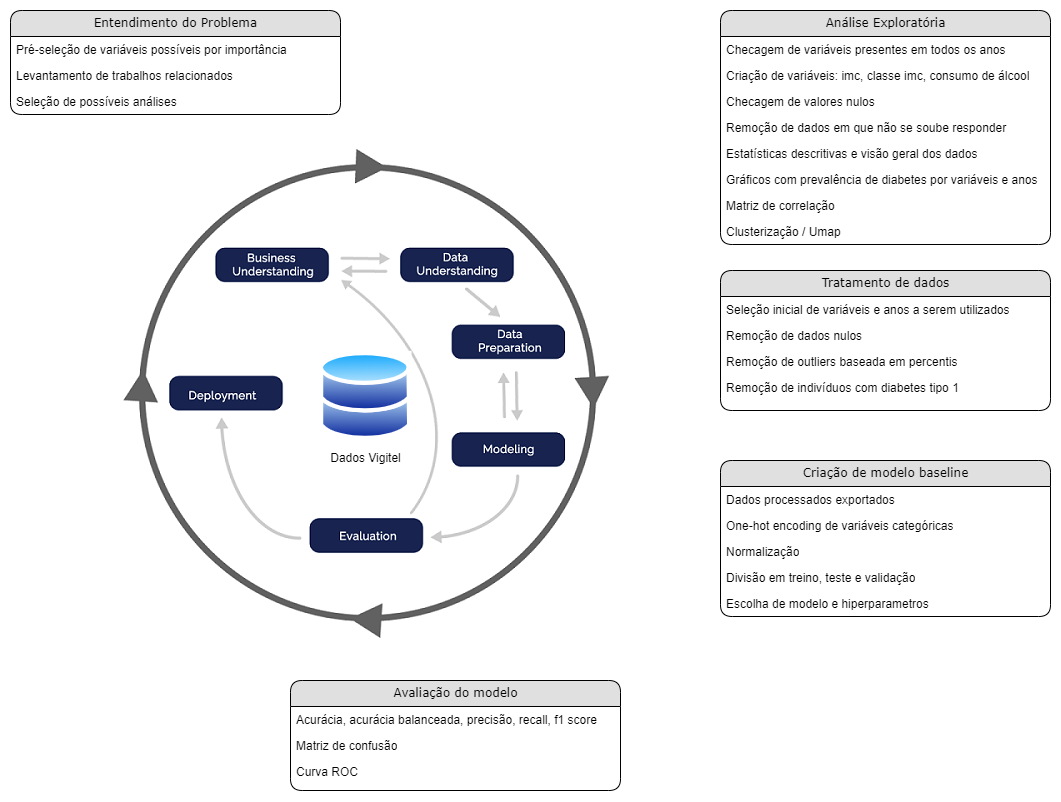 Entendimento do Problema
Pré-seleção de variáveis possíveis por importância
Levantamento de trabalhos relacionados
Seleção de possíveis análises
Análise Exploratória
Checagem de variáveis presentes em todos os anos
Criação de variáveis: imc, classe imc, consumo de álcool
Checagem de valores nulos
Remoção de dados em que não se soube responder
Estatísticas descritivas e visão geral dos dados
Gráficos com prevalência de diabetes por variáveis e anos
Matriz de correlação
Clusterização / Umap
Business
Understanding
Data
Understanding
Data
Preparation
Deployment
Dados Vigitel
Modeling
Evaluation
Tratamento de dados
Seleção inicial de variáveis e anos a serem utilizados
Remoção de dados nulos
Remoção de outliers baseada em percentis
Remoção de indivíduos com diabetes tipo 1
Criação de modelo baseline
Dados processados exportados
One-hot encoding de variáveis categóricas
Normalização
Divisão em treino, teste e validação
Escolha de modelo e hiperparametros
Avaliação do modelo
Acurácia, acurácia balanceada, precisão, recall, f1 score
Matriz de confusão
Curva ROC